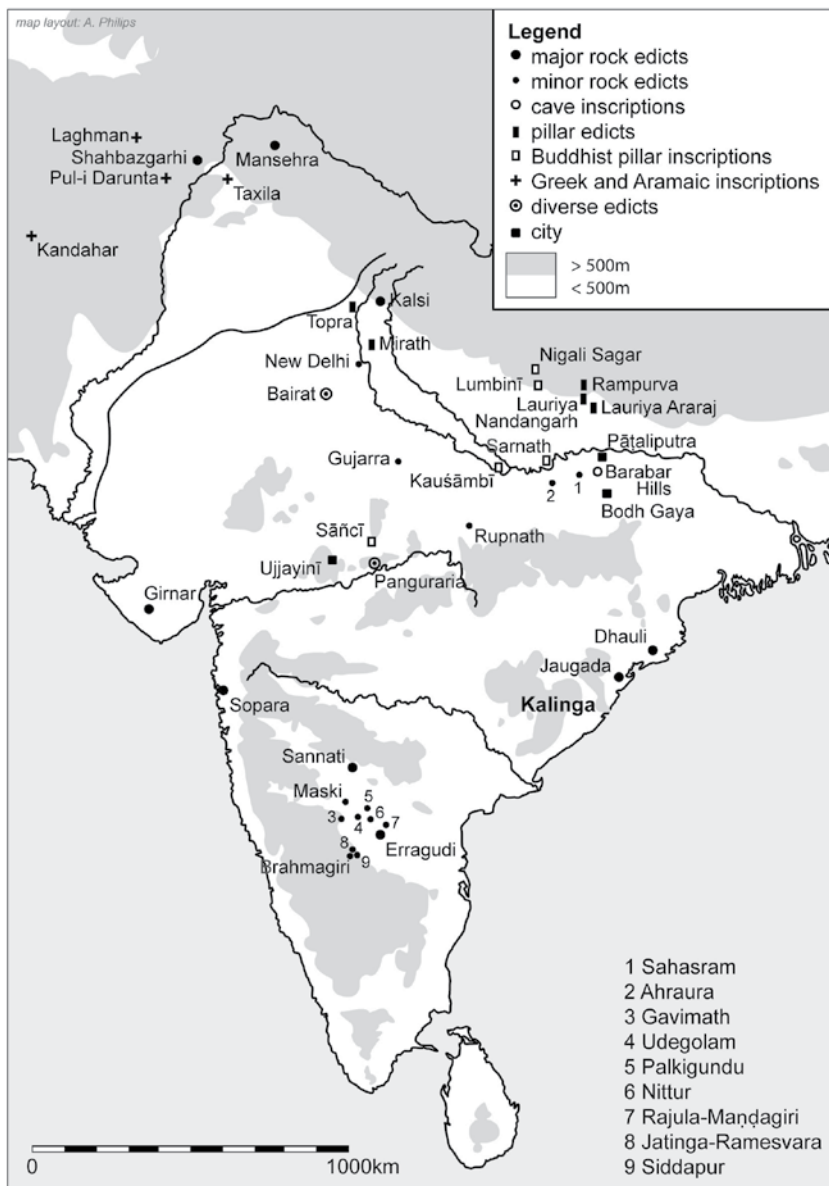 map layout: A. Philips
Legend
major rock edicts
minor rock edicts
cave inscriptions
pillar edicts
Buddhist pillar inscriptions
Greek and Aramaic inscriptions
diverse edicts
city
> 500m
< 500m
Laghman
Shahbazgarhi
Mansehra
Pul-i Darunta
Taxila
Kandahar
Kalsi
Topra
Mirath
New Delhi
Nigali Sagar
Bairat
Lumbinī
Rampurva
Lauriya
Nandangarh
Lauriya Araraj
Sarnath
Pāṭaliputra
Gujarra
Kauśāmbī
Barabar
Hills
1
2
Bodh Gaya
Sāñcī
Rupnath
Ujjayinī
Panguraria
Girnar
Dhauli
Jaugada
Kalinga
Sopara
Sannati
Maski
5
3
4
6
7
Erragudi
8
Brahmagiri
9
1 Sahasram
2 Ahraura
3 Gavimath
4 Udegolam
5 Palkigundu
6 Nittur
7 Rajula-Maṇḍagiri
8 Jatinga-Ramesvara
9 Siddapur
0
1000km